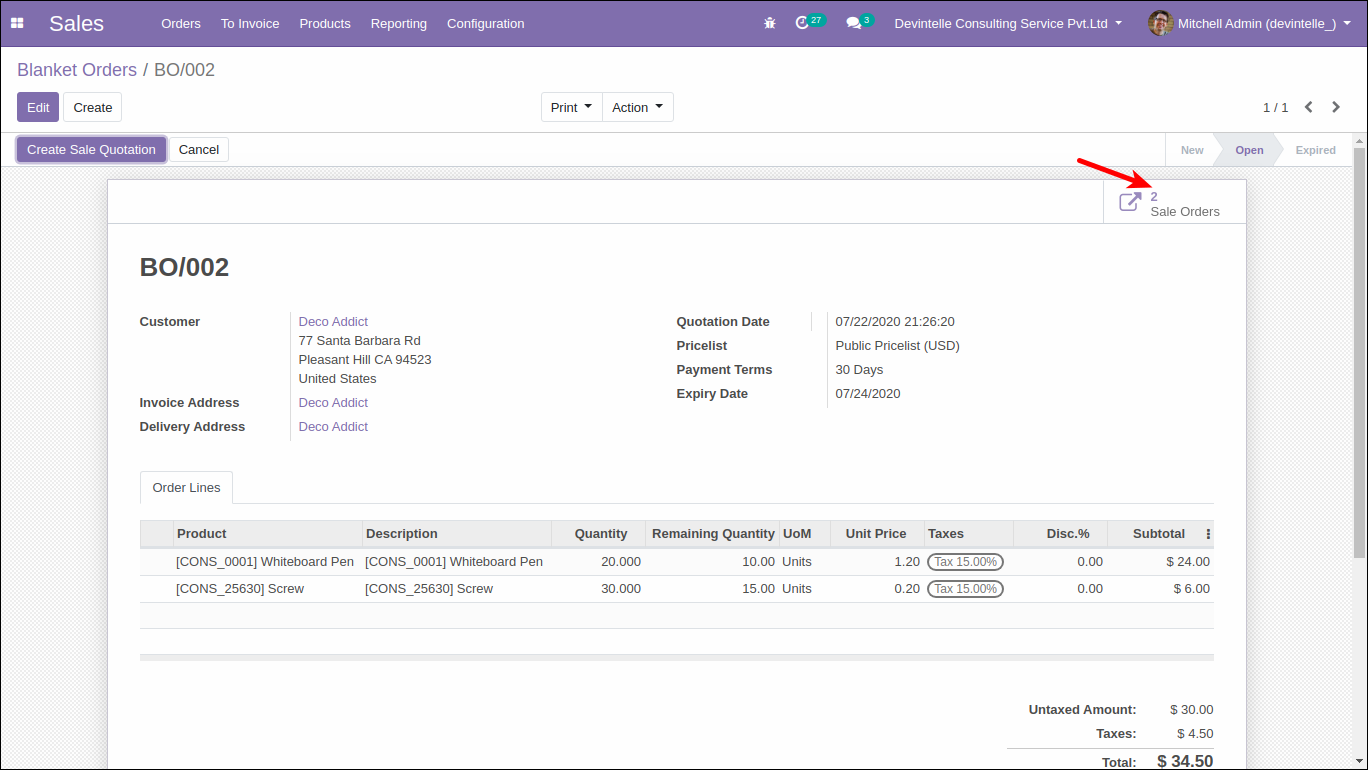 Sales Orders To Invoice Products Reporting Configuration 27 3 Devintelle Consulting Service Pvt.Ltd Mitchell Admin (devintelle_)
Blanket Orders / BO/002
Edit Create Print Action 1 / 1
Create Sale Quotation Cancel New Open Expired
2
Sale Orders
BO/002
Customer Deco Addict
77 Santa Barbara Rd
Pleasant Hill CA 94523
United States
Invoice Address Deco Addict
Delivery Address Deco Addict
Quotation Date 07/22/2020 21:26:20
Pricelist Public Pricelist (USD)
Payment Terms 30 Days
Expiry Date 07/24/2020
Order Lines
Product Description Quantity Remaining Quantity UoM Unit Price Taxes Disc.% Subtotal
[CONS_0001] Whiteboard Pen [CONS_0001] Whiteboard Pen 20.000 10.00 Units 1.20 Tax 15.00% 0.00 $ 24.00
[CONS_25630] Screw [CONS_25630] Screw 30.000 15.00 Units 0.20 Tax 15.00% 0.00 $ 6.00
Untaxed Amount: $ 30.00
Taxes: $ 4.50
Total: $ 34.50